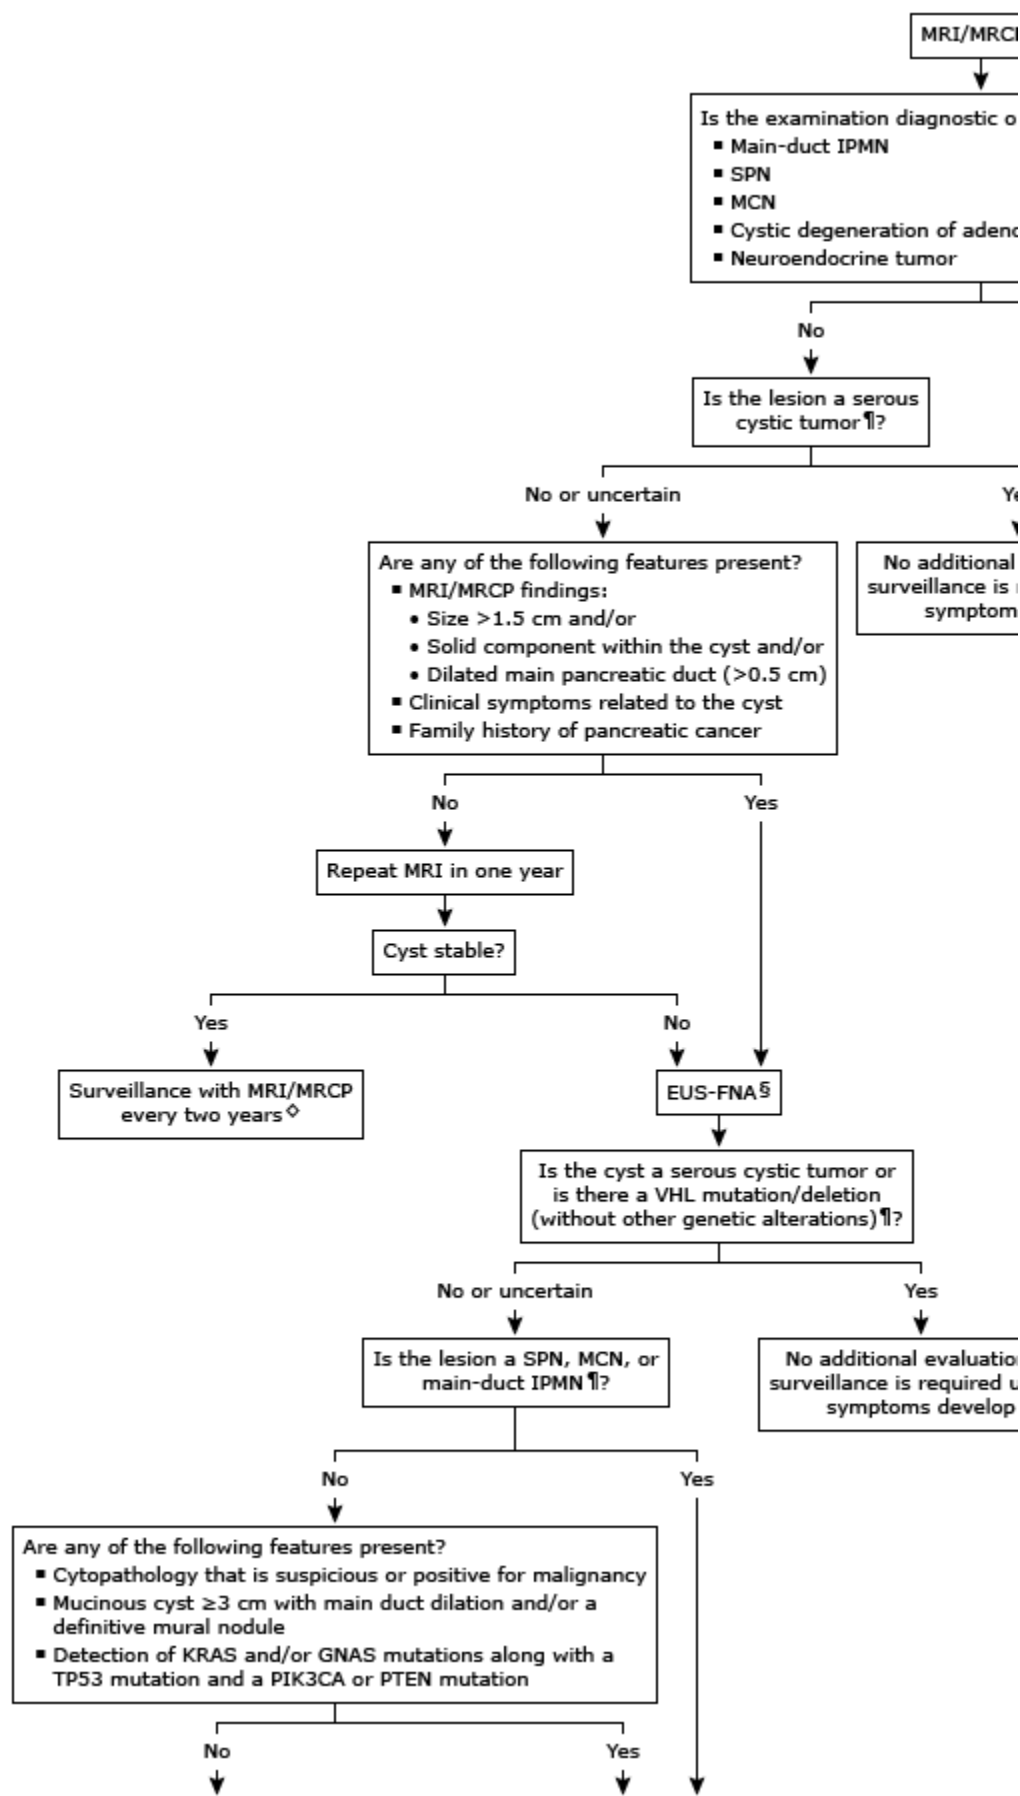 MRI/MRCP
Is the examination diagnostic o
▪ Main-duct IPMN
▪ SPN
▪ MCN
▪ Cystic degeneration of adeno
▪ Neuroendocrine tumor
No
Is the lesion a serous
cystic tumor¶?
No or uncertain
Ye
Are any of the following features present?
▪ MRI/MRCP findings:
• Size >1.5 cm and/or
• Solid component within the cyst and/or
• Dilated main pancreatic duct (>0.5 cm)
▪ Clinical symptoms related to the cyst
▪ Family history of pancreatic cancer
No additional
surveillance is
symptom
No
Yes
Repeat MRI in one year
Cyst stable?
Yes
No
Surveillance with MRI/MRCP
every two years◇
EUS-FNA§
Is the cyst a serous cystic tumor or
is there a VHL mutation/deletion
(without other genetic alterations)¶?
No or uncertain
Yes
Is the lesion a SPN, MCN, or
main-duct IPMN¶?
No additional evaluatio
surveillance is required u
symptoms develop
No
Yes
Are any of the following features present?
▪ Cytopathology that is suspicious or positive for malignancy
▪ Mucinous cyst ≥3 cm with main duct dilation and/or a
definitive mural nodule
▪ Detection of KRAS and/or GNAS mutations along with a
TP53 mutation and a PIK3CA or PTEN mutation
No
Yes